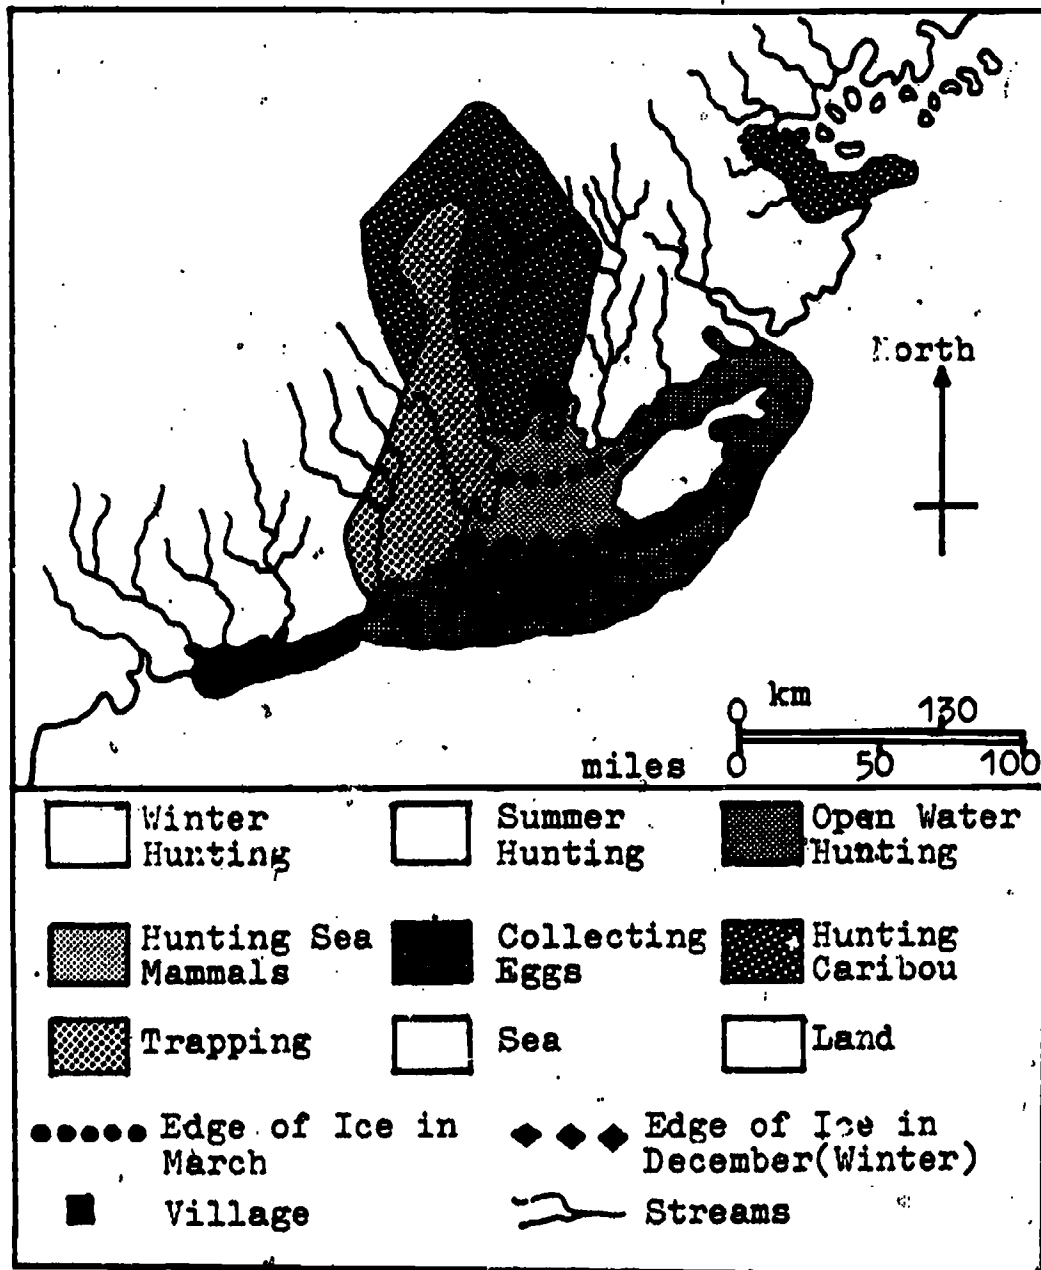 North
km
0 130
miles 0 50 100
Winter
Hunting
Summer
Hunting
Open Water
Hunting
Hunting Sea
Mammals
Collecting
Eggs
Hunting
Caribou
Trapping
Sea
Land
Edge of Ice in
March
Edge of Ice in
December(Winter)
Village
Streams